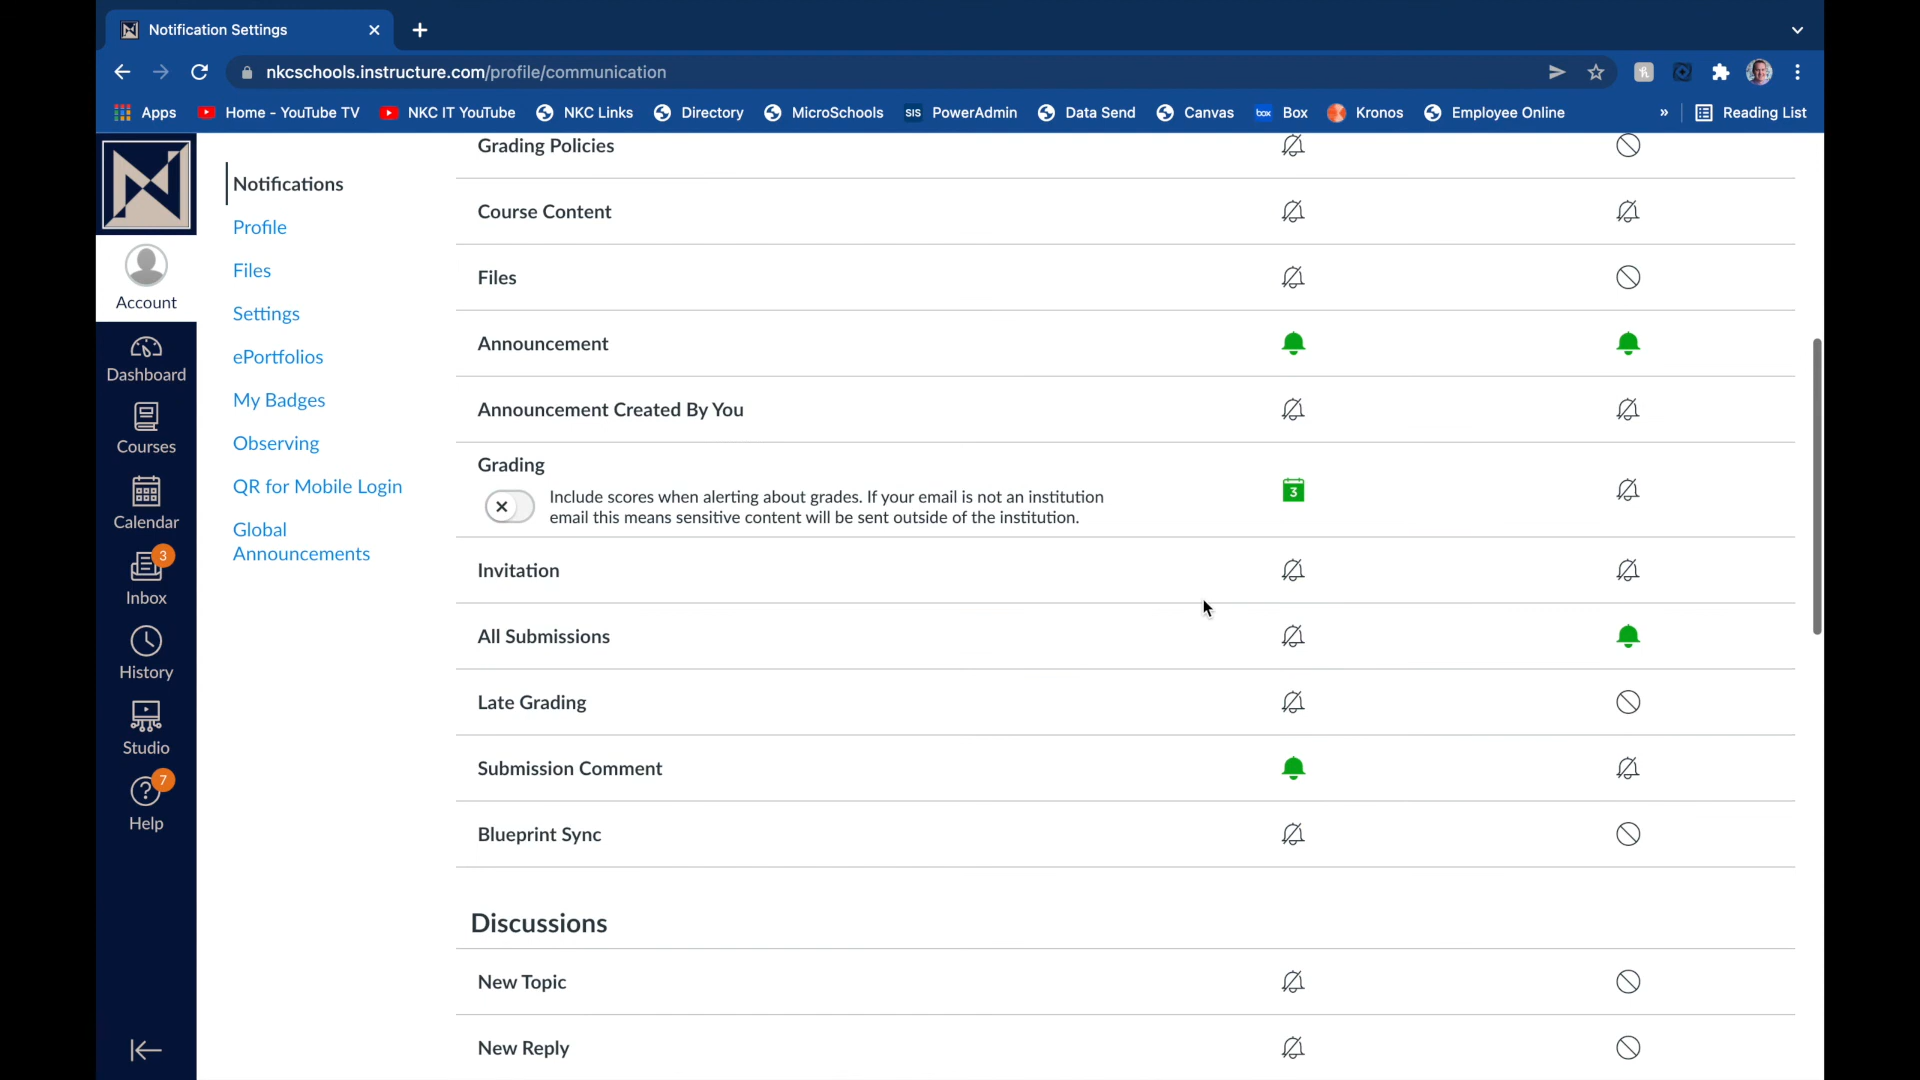 Notification Settings
nkcschools.instructure.com/profile/communication
Apps
Home - YouTube TV
NKC IT YouTube
NKC Links
Directory
MicroSchools
SIS
PowerAdmin
Data Send
Canvas
box
Box
Kronos
Employee Online
»
Reading List
Account
Dashboard
Courses
Calendar
3
Inbox
History
Studio
7
Help
Notifications
Profile
Files
Settings
ePortfolios
My Badges
Observing
QR for Mobile Login
Global
Announcements
Grading Policies
Course Content
Files
Announcement
Announcement Created By You
Grading
Include scores when alerting about grades. If your email is not an institution
email this means sensitive content will be sent outside of the institution.
3
Invitation
All Submissions
Late Grading
Submission Comment
Blueprint Sync
Discussions
New Topic
New Reply